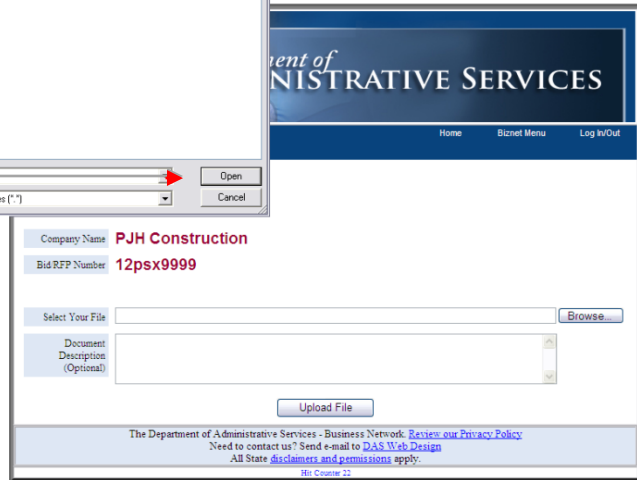 ment of
NISTRATIVE SERVICES
Home Biznet Menu Log In/Out
Open
es (*.*)
Cancel
Company Name PJH Construction
Bid/RFP Number 12psx9999
Select Your File Browse...
Document
Description
(Optional)
Upload File
The Department of Administrative Services - Business Network. Review our Privacy Policy
Need to contact us? Send e-mail to DAS Web Design
All State disclaimers and permissions apply.
Hit Counter 22